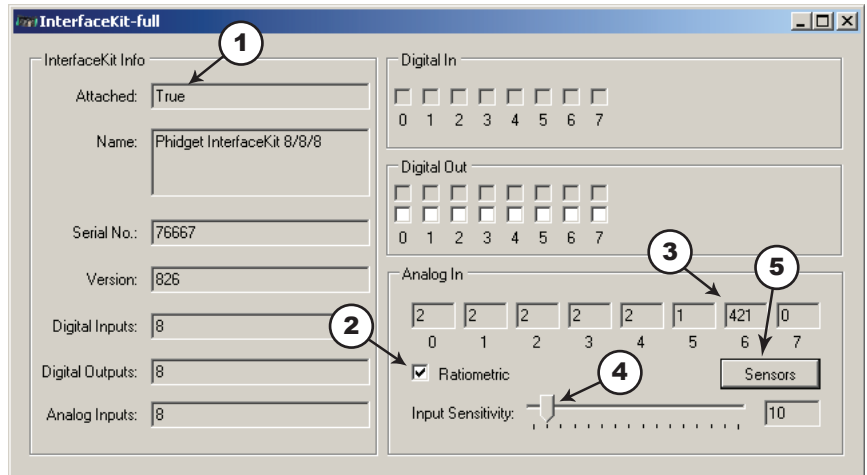 InterfaceKit-full
1
InterfaceKit Info
Attached: True
Name: Phidget InterfaceKit 8/8/8
Serial No.: 76667
Version: 826
Digital Inputs: 8
Digital Outputs: 8
Analog Inputs: 8
Digital In
0 1 2 3 4 5 6 7
Digital Out
0 1 2 3 4 5 6 7
3
5
Analog In
2 2 2 2 2 1 421 0
0 1 2 3 4 5 6 7
2
Ratiometric
4
Sensors
Input Sensitivity: 10